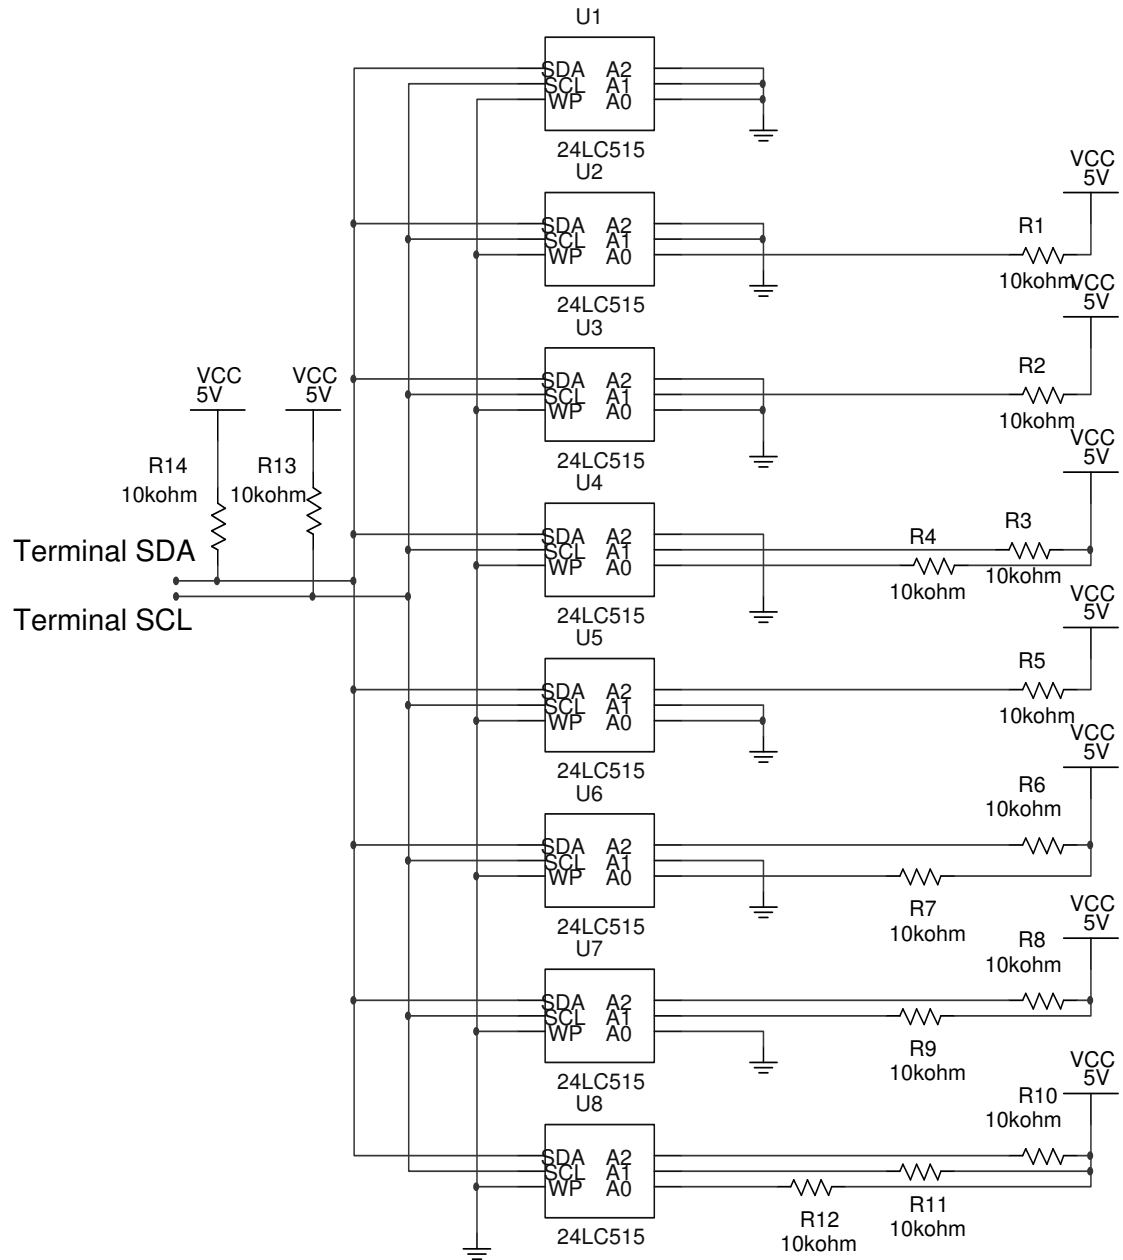 U1
SDA A2
SCL A1
WP A0
24LC515
U2
SDA A2
SCL A1
WP A0
24LC515
VCC
5V
R1
10kohm
U3
SDA A2
SCL A1
WP A0
24LC515
VCC
5V
R2
10kohm
VCC
5V
R14
10kohm
VCC
5V
R13
10kohm
Terminal SDA
Terminal SCL
U4
SDA A2
SCL A1
WP A0
24LC515
VCC
5V
R3
10kohm
R4
10kohm
U5
SDA A2
SCL A1
WP A0
24LC515
VCC
5V
R5
10kohm
U6
SDA A2
SCL A1
WP A0
24LC515
VCC
5V
R6
10kohm
R7
10kohm
U7
SDA A2
SCL A1
WP A0
24LC515
VCC
5V
R8
10kohm
R9
10kohm
U8
SDA A2
SCL A1
WP A0
24LC515
VCC
5V
R10
10kohm
R11
10kohm
R12
10kohm